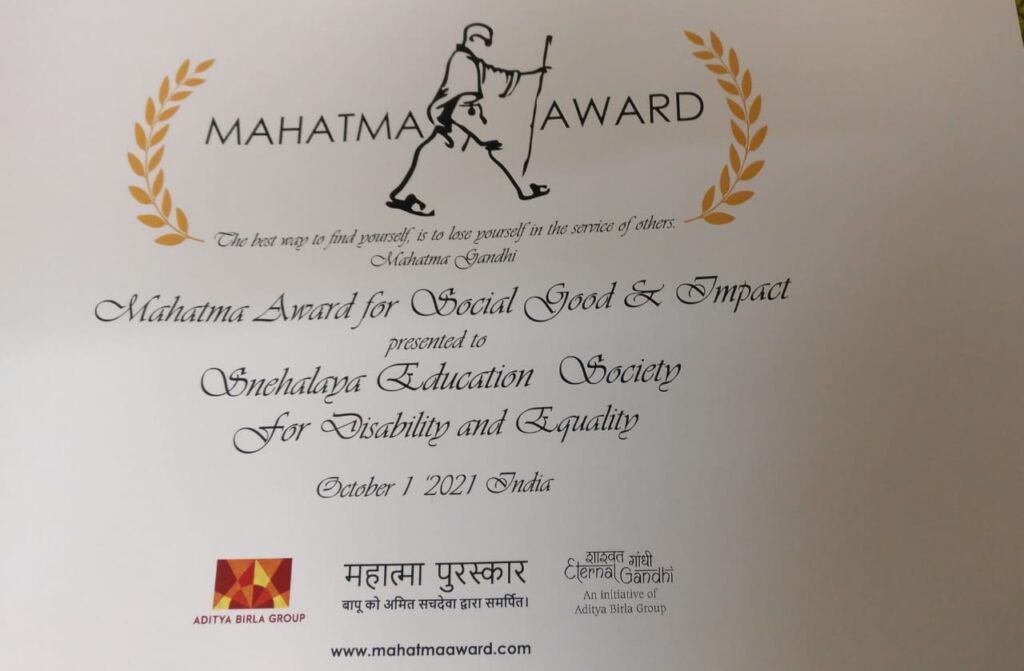 MAHATMA AWARD
The best way to find yourself, is to lose yourself in the service of others.
Mahatma Gandhi
Mahatma Award for Social Good & Impact
presented to
Snehalaya Education Society
For Disability and Equality
October 1 '2021 India
ADITYA BIRLA GROUP
महात्मा पुरस्कार
बापू को अमित सचदेवा द्वारा समर्पित।
शाश्वत गांधी
Eternal Gandhi
An initiative of
Aditya Birla Group
www.mahatmaaward.com